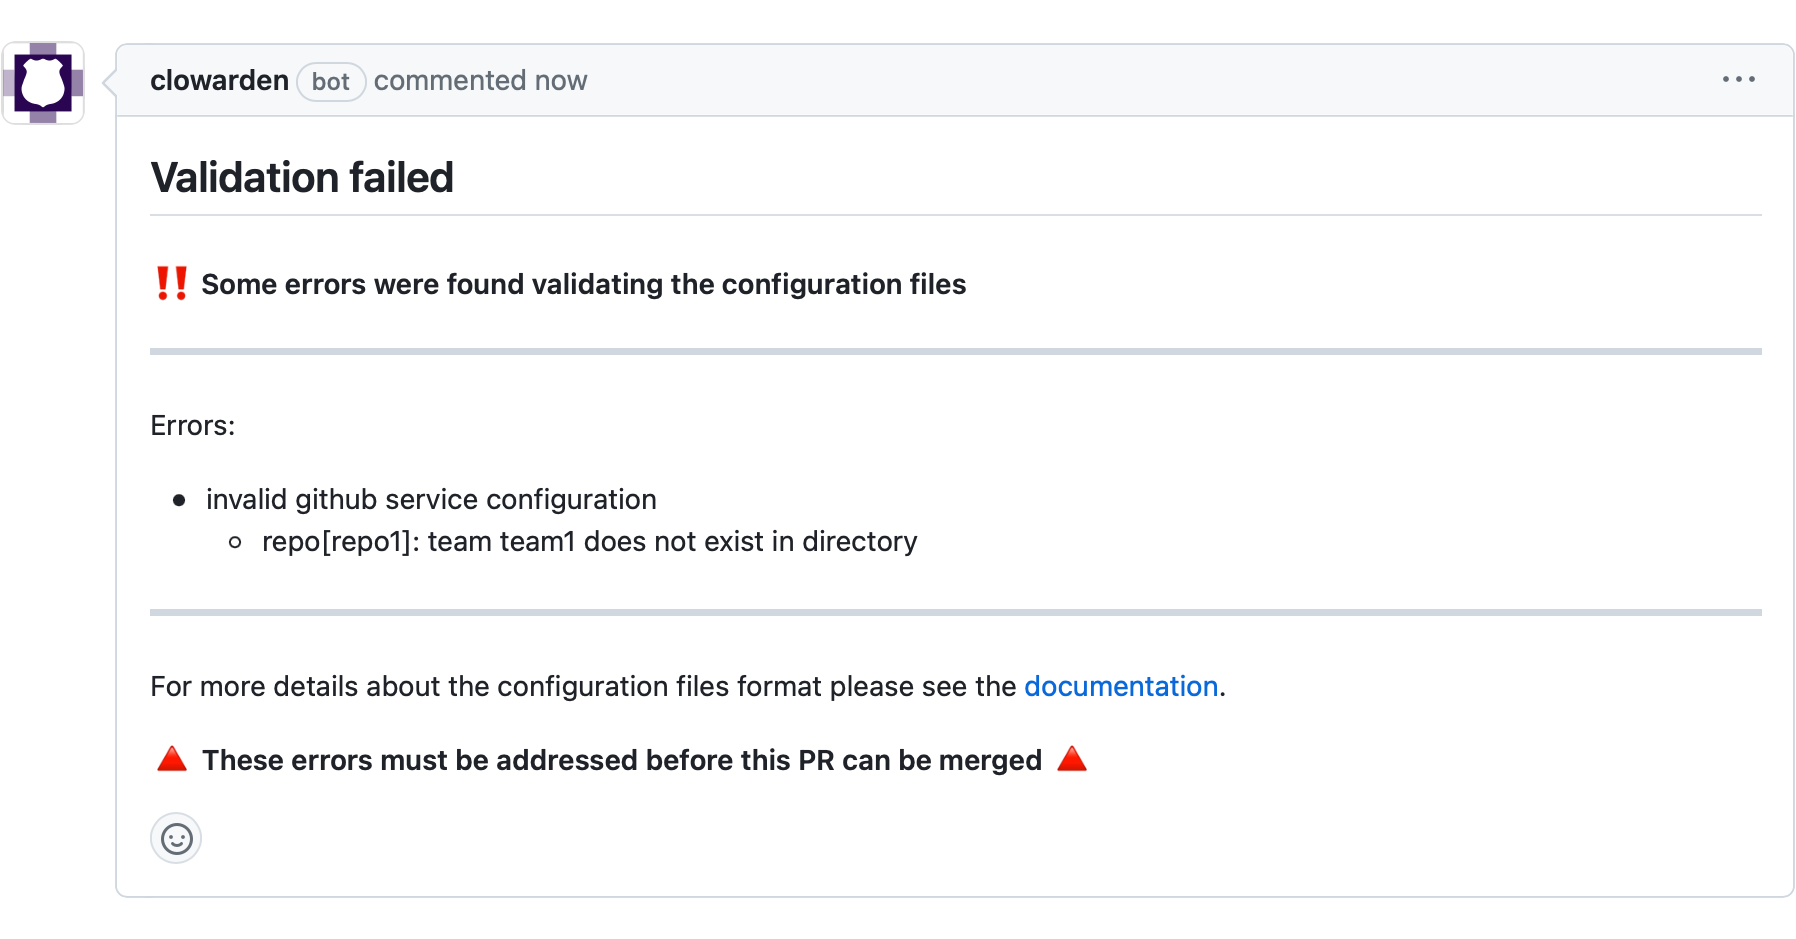 clowarden bot commented now
Validation failed
‼️ Some errors were found validating the configuration files
Errors:
• invalid github service configuration
◦ repo[repo1]: team team1 does not exist in directory
For more details about the configuration files format please see the documentation.
🔺 These errors must be addressed before this PR can be merged 🔺